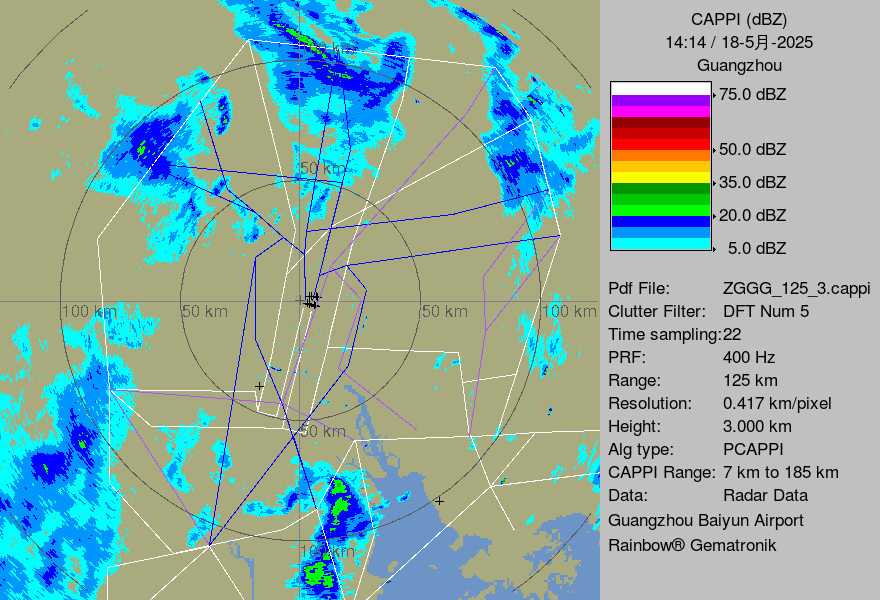 CAPPI (dBZ)
14:14 / 18-5月-2025
Guangzhou
75.0 dBZ
50.0 dBZ
35.0 dBZ
20.0 dBZ
5.0 dBZ
Pdf File: ZGGG_125_3.cappi
Clutter Filter: DFT Num 5
Time sampling:22
PRF: 400 Hz
Range: 125 km
Resolution: 0.417 km/pixel
Height: 3.000 km
Alg type: PCAPPI
CAPPI Range: 7 km to 185 km
Data: Radar Data
Guangzhou Baiyun Airport
Rainbow® Gematronik
100 km
50 km
100 km
50 km
50 km
100 km
50 km
100 km